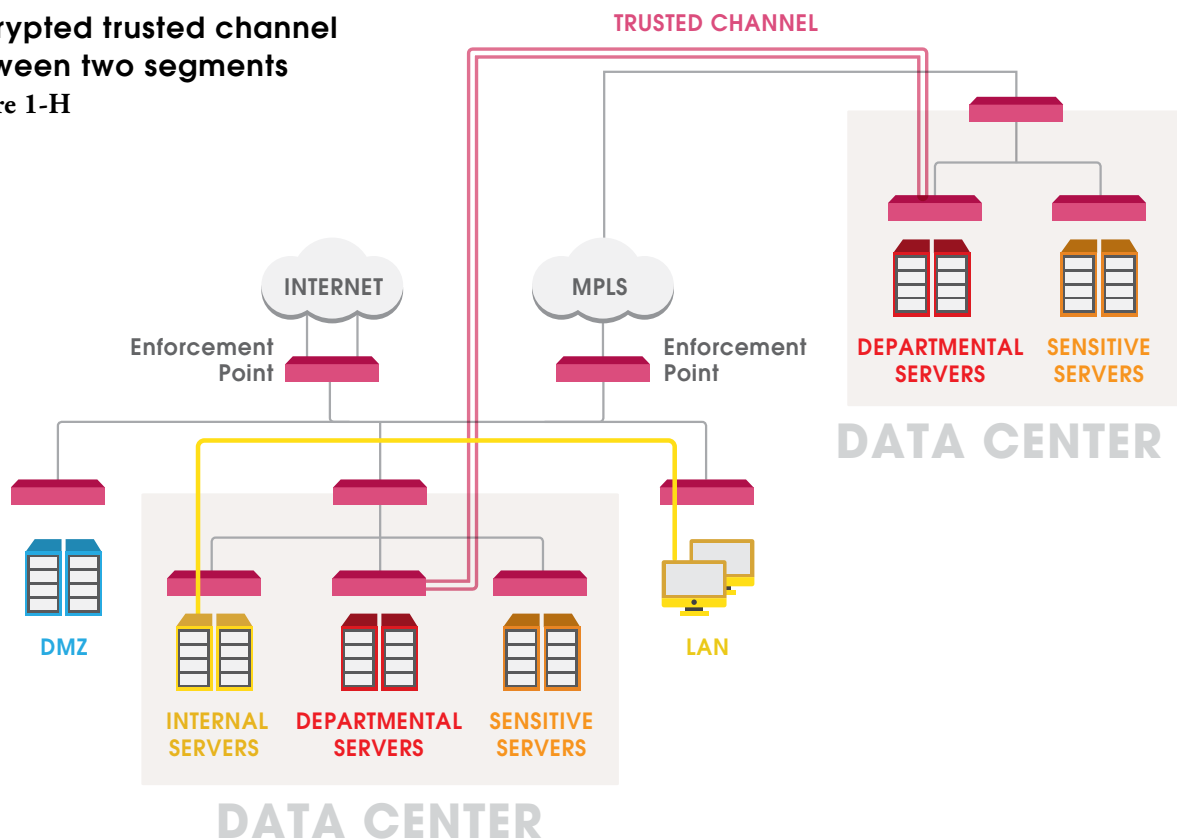 rypted trusted channel
ween two segments
re 1-H
TRUSTED CHANNEL
INTERNET
MPLS
Enforcement
Point
Enforcement
Point
DEPARTMENTAL
SERVERS
SENSITIVE
SERVERS
DATA CENTER
DMZ
LAN
INTERNAL
SERVERS
DEPARTMENTAL
SERVERS
SENSITIVE
SERVERS
DATA CENTER